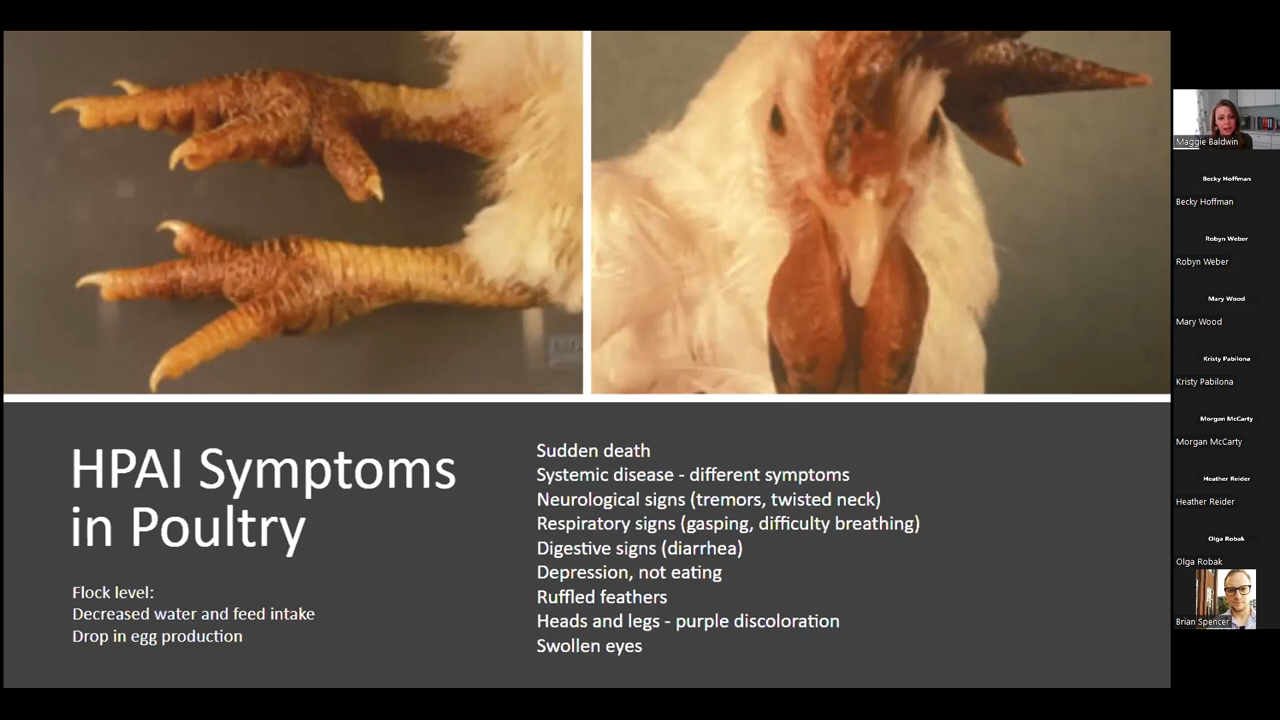 HPAI Symptoms
in Poultry
Flock level:
Decreased water and feed intake
Drop in egg production
Sudden death
Systemic disease - different symptoms
Neurological signs (tremors, twisted neck)
Respiratory signs (gasping, difficulty breathing)
Digestive signs (diarrhea)
Depression, not eating
Ruffled feathers
Heads and legs - purple discoloration
Swollen eyes
Maggie Baldwin
Becky Hoffman
Becky Hoffman
Robyn Weber
Robyn Weber
Mary Wood
Mary Wood
Kristy Pabilona
Kristy Pabilona
Morgan McCarty
Morgan McCarty
Heather Reider
Heather Reider
Olga Robak
Olga Robak
Brian Spencer